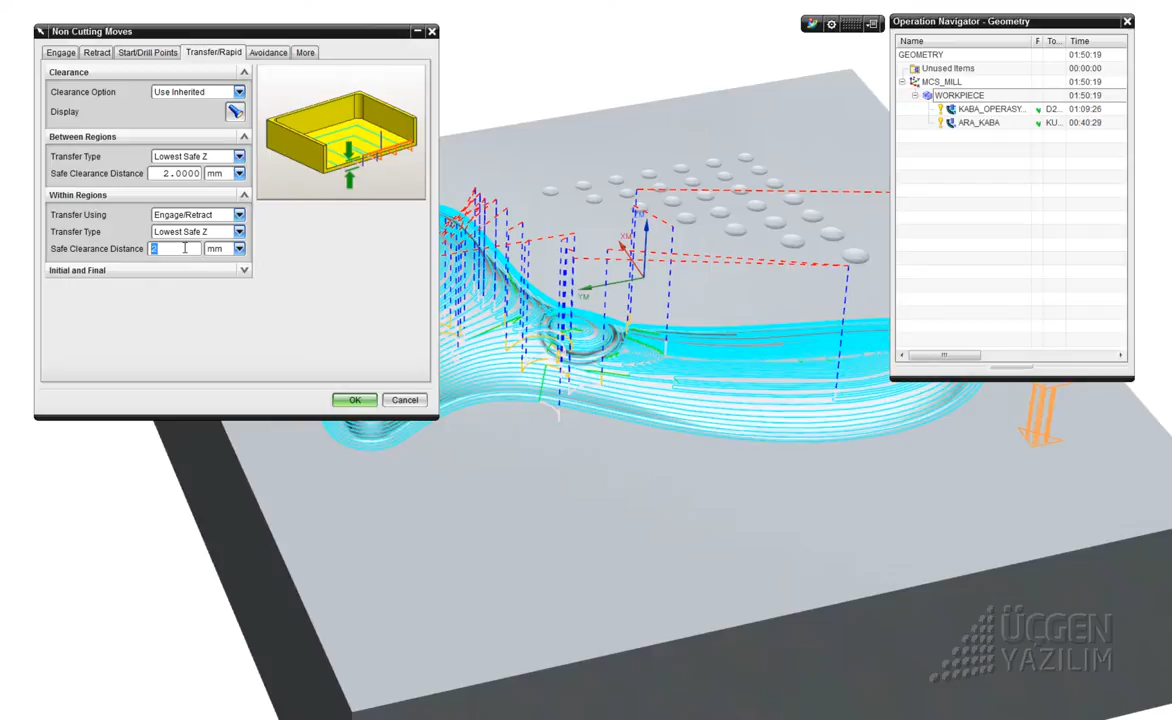 Non Cutting Moves
Engage Retract Start/Drill Points Transfer/Rapid Avoidance More
Clearance
Clearance Option Use Inherited
Display
Between Regions
Transfer Type Lowest Safe Z
Safe Clearance Distance 2.0000 mm
Within Regions
Transfer Using Engage/Retract
Transfer Type Lowest Safe Z
Safe Clearance Distance 2 mm
Initial and Final
OK Cancel
Operation Navigator - Geometry
Name P To... Time
GEOMETRY 01:50:19
Unused Items 00:00:00
MCS_MILL 01:50:19
WORKPIECE 01:50:19
KABA_OPERASY... D2... 01:09:26
ARA_KABA KU... 00:40:29
XM
YM
ÜÇGEN
YAZILIM